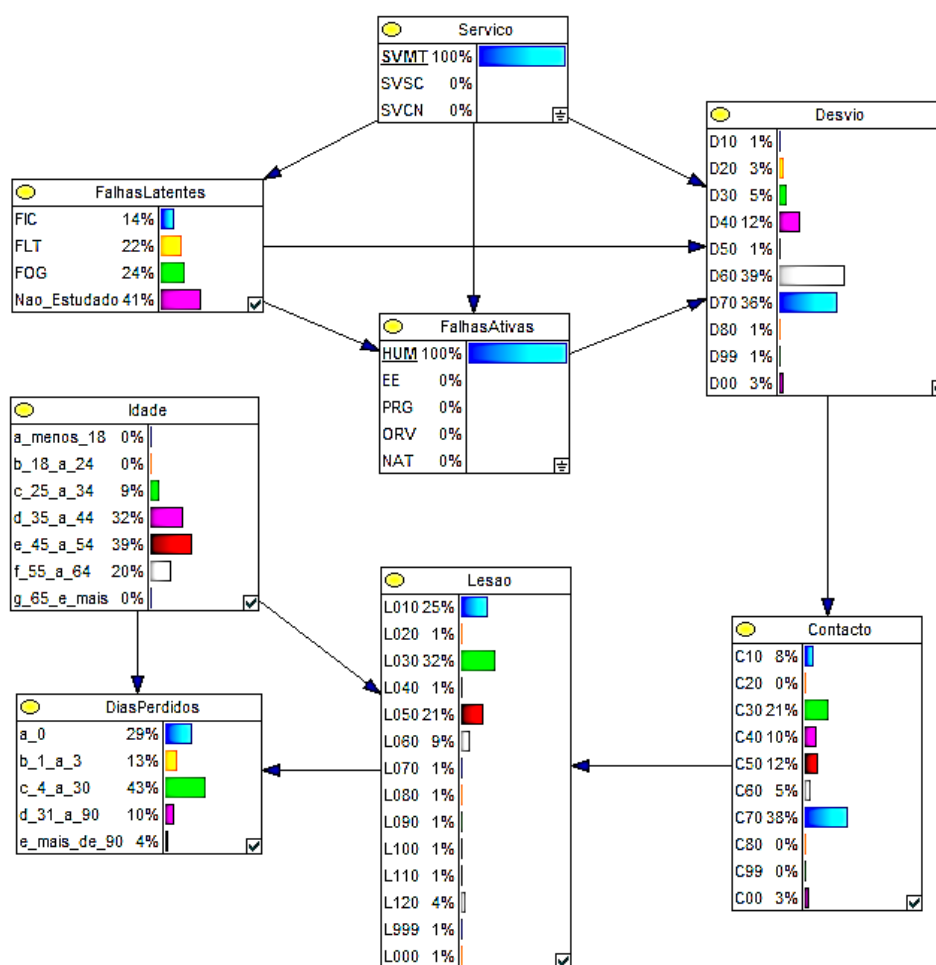 Servico
SVMT 100%
SVSC 0%
SVCN 0%
Desvio
D10 1%
D20 3%
D30 5%
D40 12%
D50 1%
D60 39%
D70 36%
D80 1%
D99 1%
D00 3%
FalhasLatentes
FIC 14%
FLT 22%
FOG 24%
Nao_Estudado 41%
FalhasAtivas
HUM 100%
EE 0%
PRG 0%
ORV 0%
NAT 0%
Idade
a_menos_18 0%
b_18_a_24 0%
c_25_a_34 9%
d_35_a_44 32%
e_45_a_54 39%
f_55_a_64 20%
g_65_e_mais 0%
Lesao
L010 25%
L020 1%
L030 32%
L040 1%
L050 21%
L060 9%
L070 1%
L080 1%
L090 1%
L100 1%
L110 1%
L120 4%
L999 1%
L000 1%
Contacto
C10 8%
C20 0%
C30 21%
C40 10%
C50 12%
C60 5%
C70 38%
C80 0%
C99 0%
C00 3%
DiasPerdidos
a_0 29%
b_1_a_3 13%
c_4_a_30 43%
d_31_a_90 10%
e_mais_de_90 4%